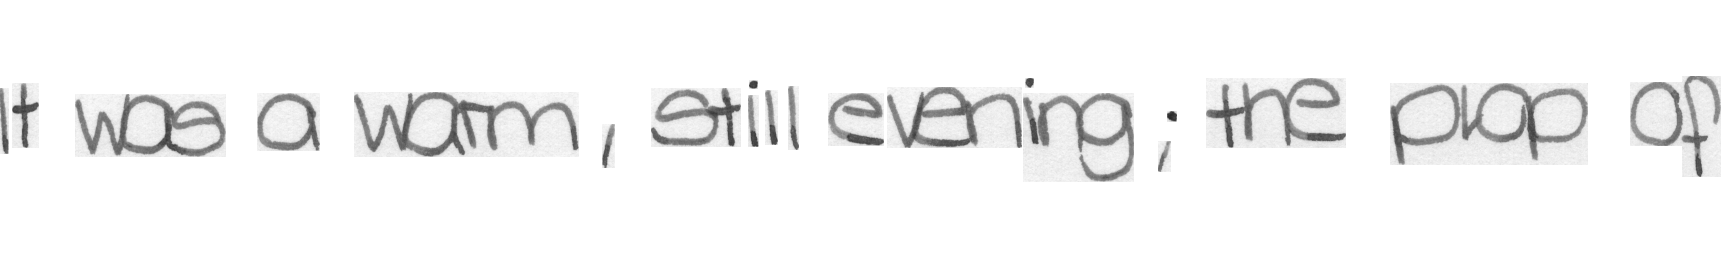 It was a warm, still evening; the plop of